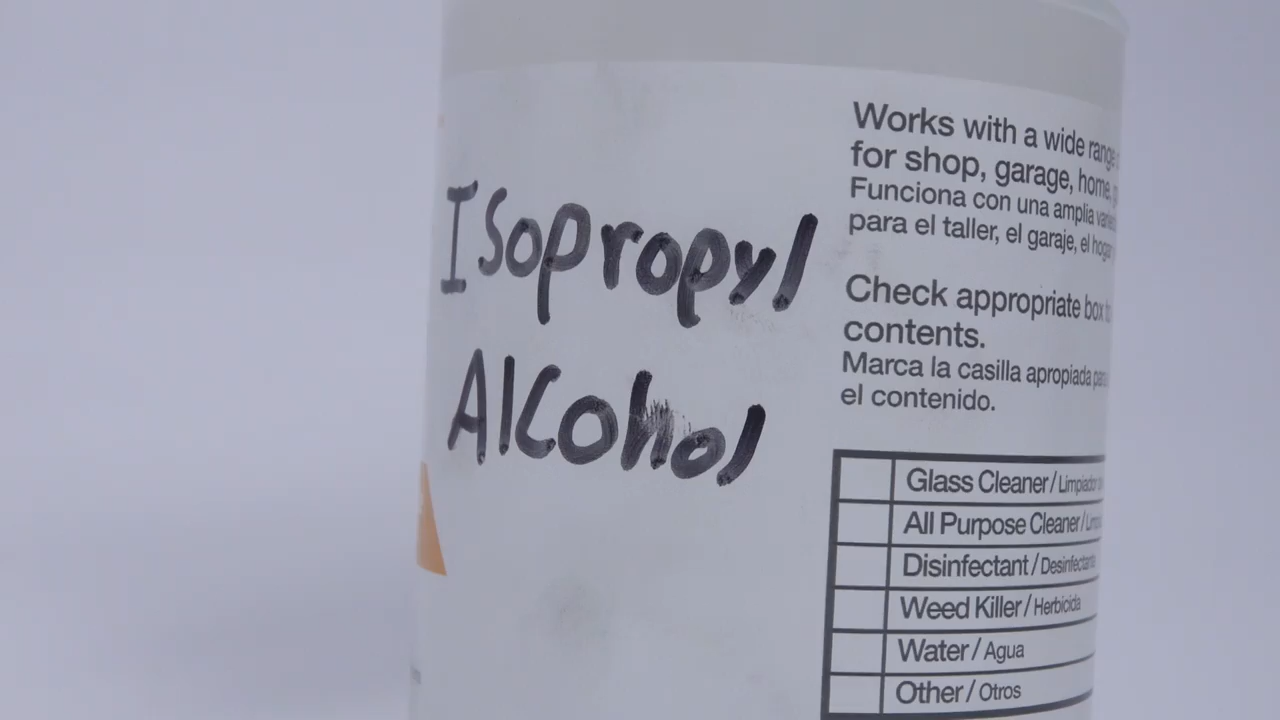 Isopropyl
Alcohol
Works with a wide range
for shop, garage, home,
Funciona con una amplia
para el taller, el garaje, el hogar
Check appropriate box
contents.
Marca la casilla apropiada
el contenido.
Glass Cleaner / Limpiador
All Purpose Cleaner /
Disinfectant / Desinfectante
Weed Killer / Herbicida
Water / Agua
Other / Otros